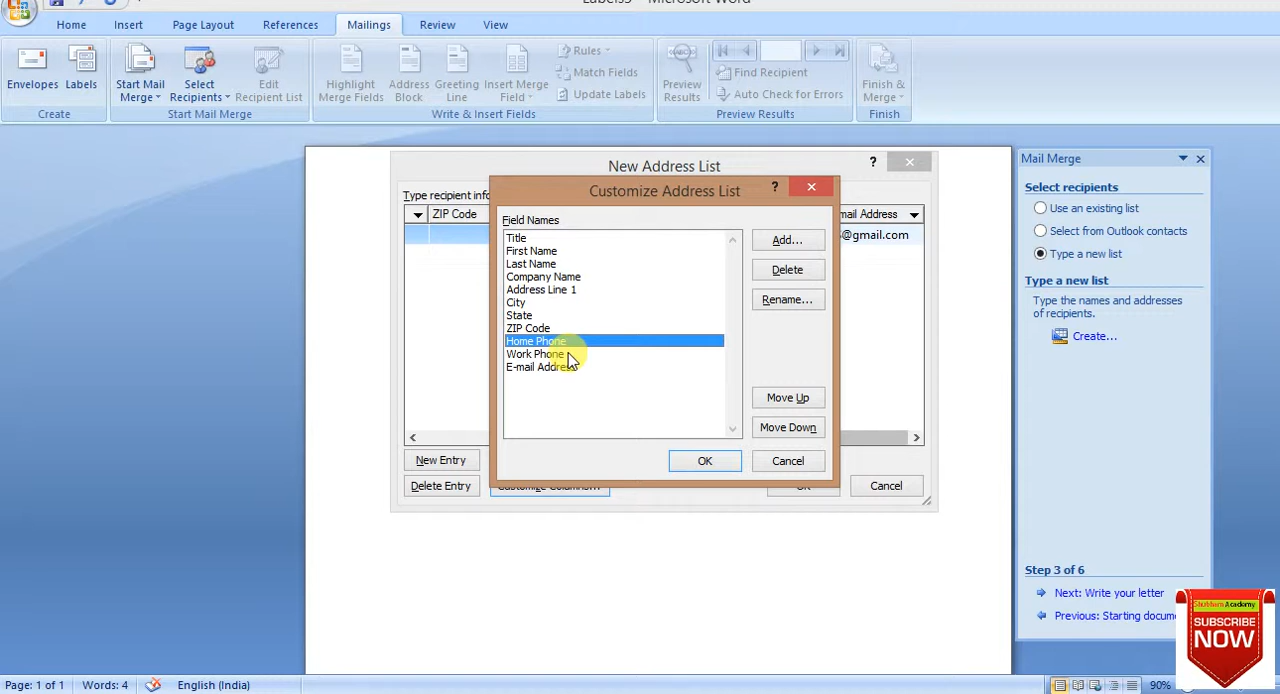 Labels5 - Microsoft Word
Home Insert Page Layout References Mailings Review View
Envelopes Labels
Create
Start Mail Merge Select Recipients Edit Recipient List
Start Mail Merge
Highlight Merge Fields Address Block Greeting Line Insert Merge Field
Rules
Match Fields
Update Labels
Write & Insert Fields
Preview Results
Find Recipient
Auto Check for Errors
Preview Results
Finish & Merge
Finish
New Address List
?
Type recipient info
ZIP Code
mail Address
@gmail.com
Customize Address List
?
Field Names
Title
First Name
Last Name
Company Name
Address Line 1
City
State
ZIP Code
Home Phone
Work Phone
E-mail Address
Add...
Delete
Rename...
Move Up
Move Down
OK Cancel
New Entry
Delete Entry
Customize Columns...
OK
Cancel
Mail Merge
Select recipients
Use an existing list
Select from Outlook contacts
Type a new list
Type a new list
Type the names and addresses
of recipients.
Create...
Step 3 of 6
Next: Write your letter
Previous: Starting docum
SUBSCRIBE
NOW
Page: 1 of 1 Words: 4 English (India) 90%